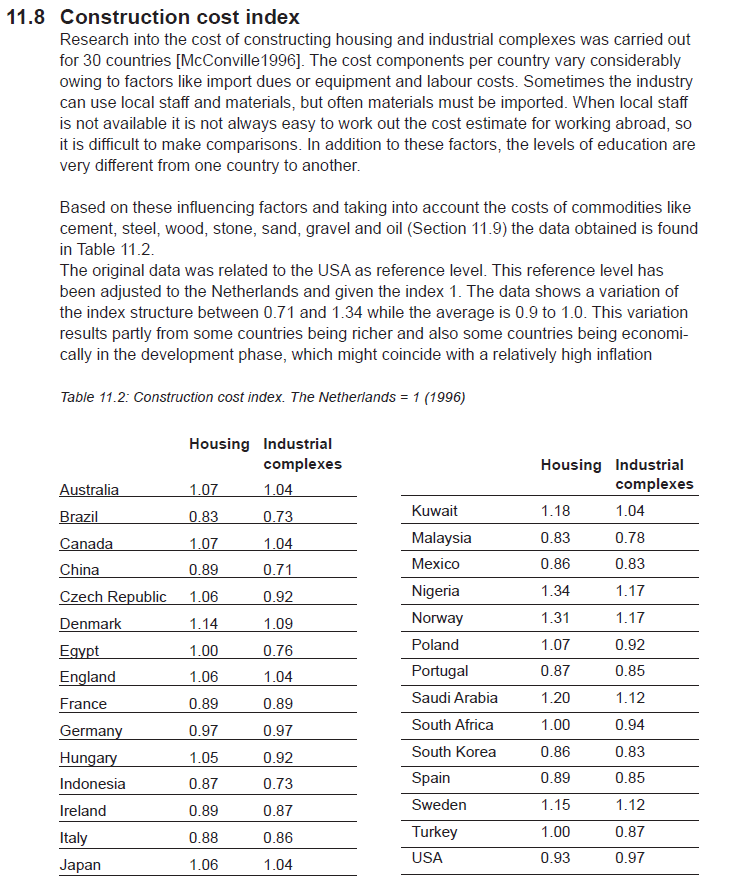 11.8 Construction cost index
Research into the cost of constructing housing and industrial complexes was carried out
for 30 countries [McConville1996]. The cost components per country vary considerably
owing to factors like import dues or equipment and labour costs. Sometimes the industry
can use local staff and materials, but often materials must be imported. When local staff
is not available it is not always easy to work out the cost estimate for working abroad, so
it is difficult to make comparisons. In addition to these factors, the levels of education are
very different from one country to another.
Based on these influencing factors and taking into account the costs of commodities like
cement, steel, wood, stone, sand, gravel and oil (Section 11.9) the data obtained is found
in Table 11.2.
The original data was related to the USA as reference level. This reference level has
been adjusted to the Netherlands and given the index 1. The data shows a variation of
the index structure between 0.71 and 1.34 while the average is 0.9 to 1.0. This variation
results partly from some countries being richer and also some countries being economi-
cally in the development phase, which might coincide with a relatively high inflation
Table 11.2: Construction cost index. The Netherlands = 1 (1996)
Housing Industrial
complexes
Australia 1.07 1.04
Brazil 0.83 0.73
Canada 1.07 1.04
China 0.89 0.71
Czech Republic 1.06 0.92
Denmark 1.14 1.09
Egypt 1.00 0.76
England 1.06 1.04
France 0.89 0.89
Germany 0.97 0.97
Hungary 1.05 0.92
Indonesia 0.87 0.73
Ireland 0.89 0.87
Italy 0.88 0.86
Japan 1.06 1.04
Housing Industrial
complexes
Kuwait 1.18 1.04
Malaysia 0.83 0.78
Mexico 0.86 0.83
Nigeria 1.34 1.17
Norway 1.31 1.17
Poland 1.07 0.92
Portugal 0.87 0.85
Saudi Arabia 1.20 1.12
South Africa 1.00 0.94
South Korea 0.86 0.83
Spain 0.89 0.85
Sweden 1.15 1.12
Turkey 1.00 0.87
USA 0.93 0.97